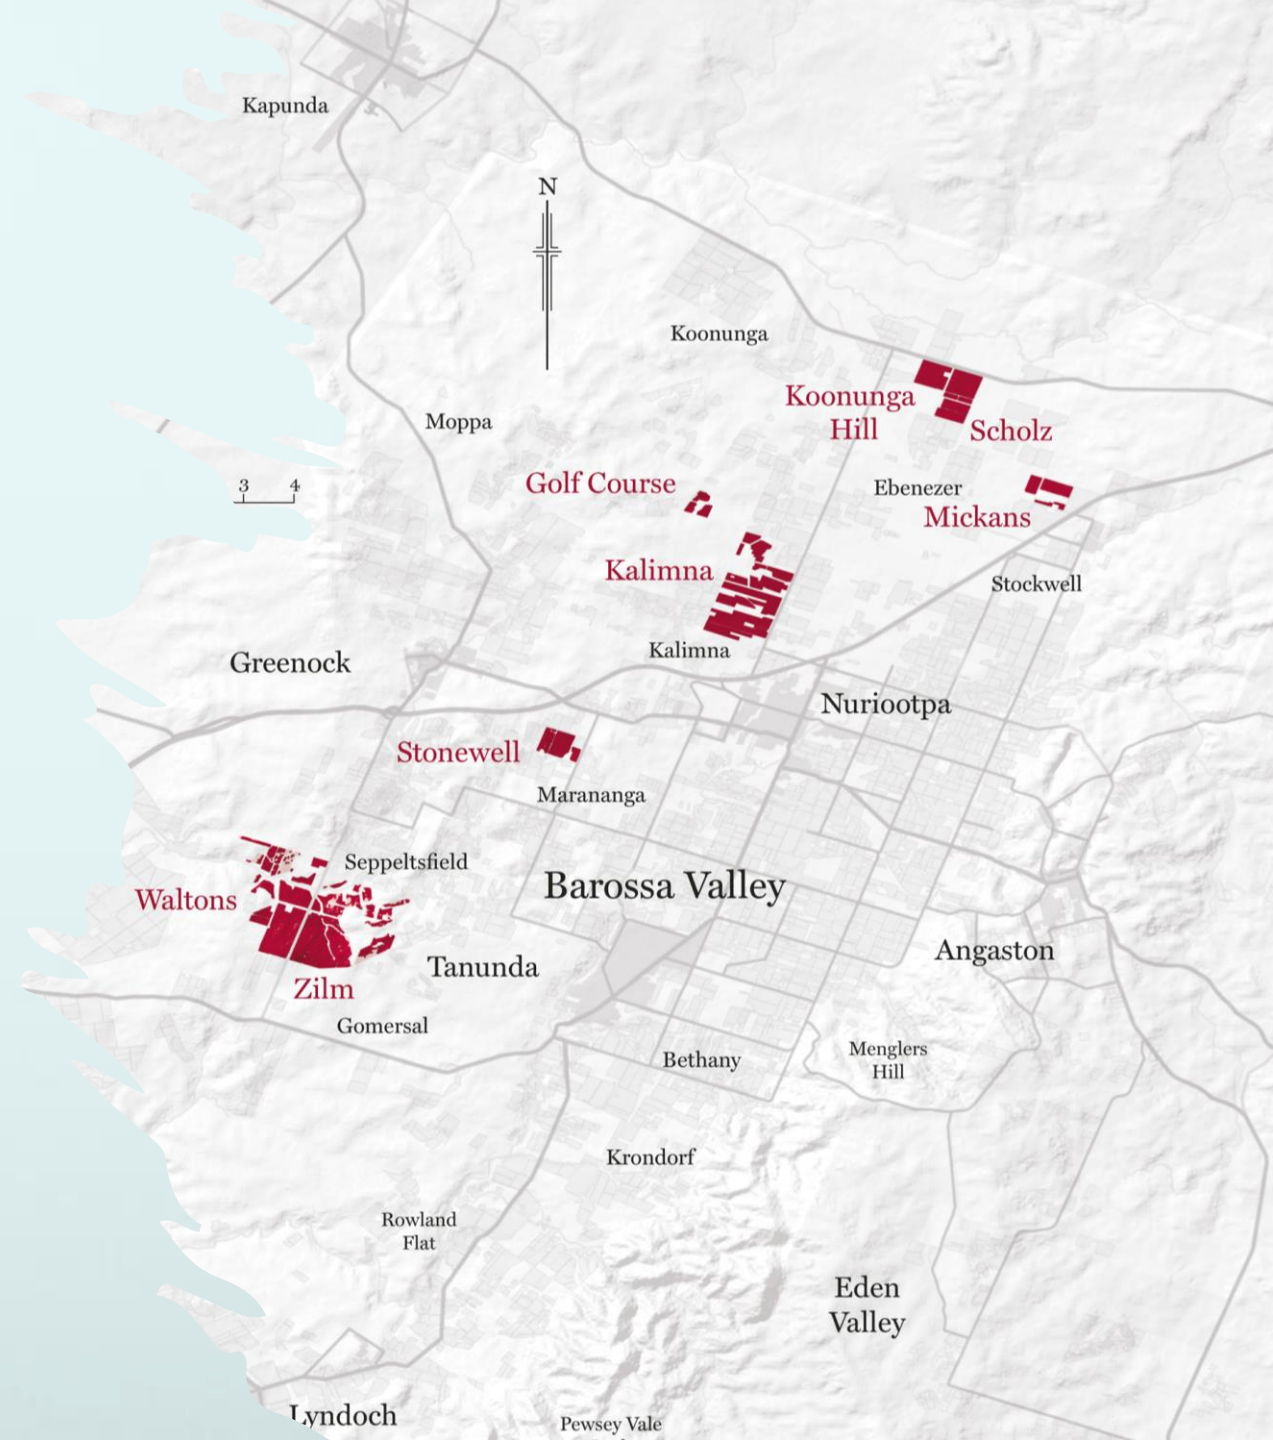 Kapunda
N
Koonunga
Koonunga
Hill
Scholz
Moppa
Golf Course
3 4
Ebenezer
Mickans
Kalimna
Stockwell
Kalimna
Greenock
Nuriootpa
Stonewell
Marananga
Seppeltsfield
Barossa Valley
Waltons
Angaston
Tanunda
Zilm
Gomersal
Menglers
Hill
Bethany
Krondorf
Rowland
Flat
Eden
Valley
Lyndoch
Pewsey Vale